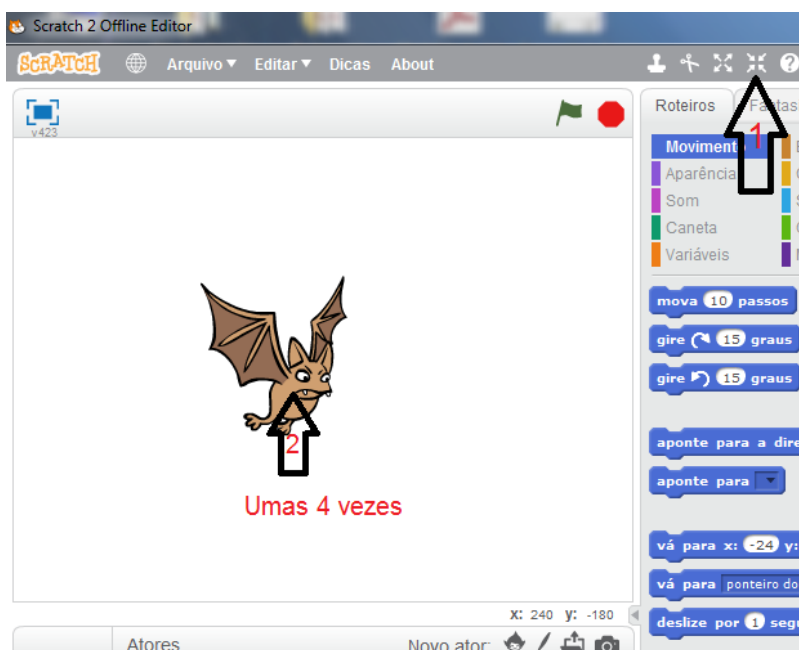 Scratch 2 Offline Editor
SCRATCH Arquivo Editar Dicas About
v423
Roteiros
1
Movimento
Aparência
Som
Caneta
Variáveis
mova 10 passos
gire 15 graus
gire 15 graus
aponte para a dire
aponte para
vá para x: -24 y:
vá para ponteiro do
deslize por 1 segu
2
Umas 4 vezes
X: 240 y: -180
Atores Novo ator: